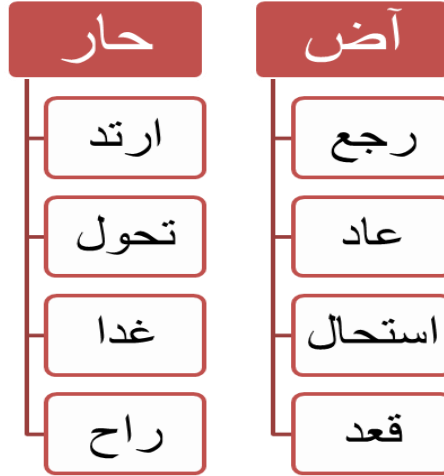 آض
رجع
عاد
استحال
قعد
حار
ارتد
تحول
غدا
راح